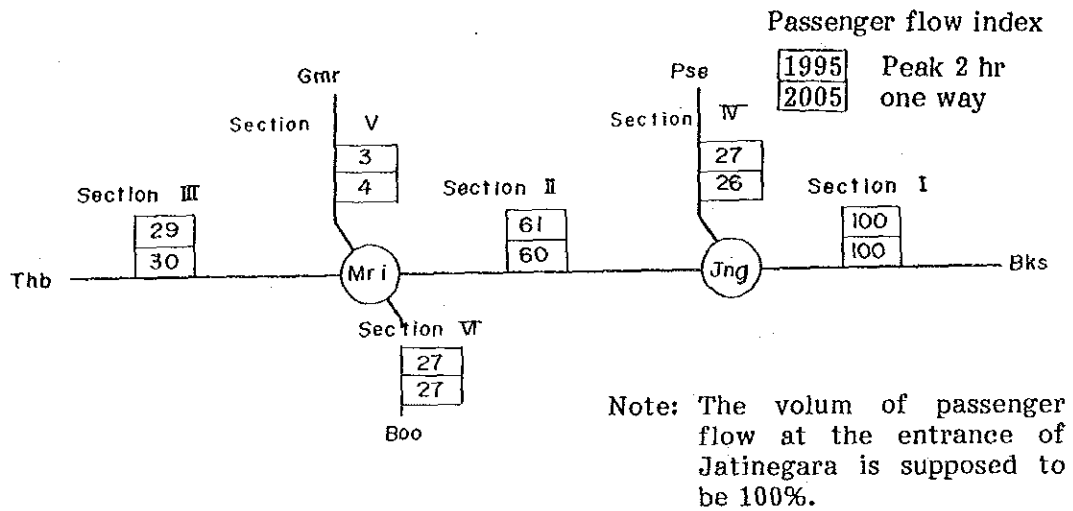 Passenger flow index
1995 Peak 2 hr
2005 one way
Gmr
Pse
Section V
3
4
Section IV
27
26
Section III
29
30
Section II
61
60
Section I
100
100
Thb
Mri
Jng
Bks
Section VI
27
27
Boo
Note: The volum of passenger
flow at the entrance of
Jatinegara is supposed to
be 100%.